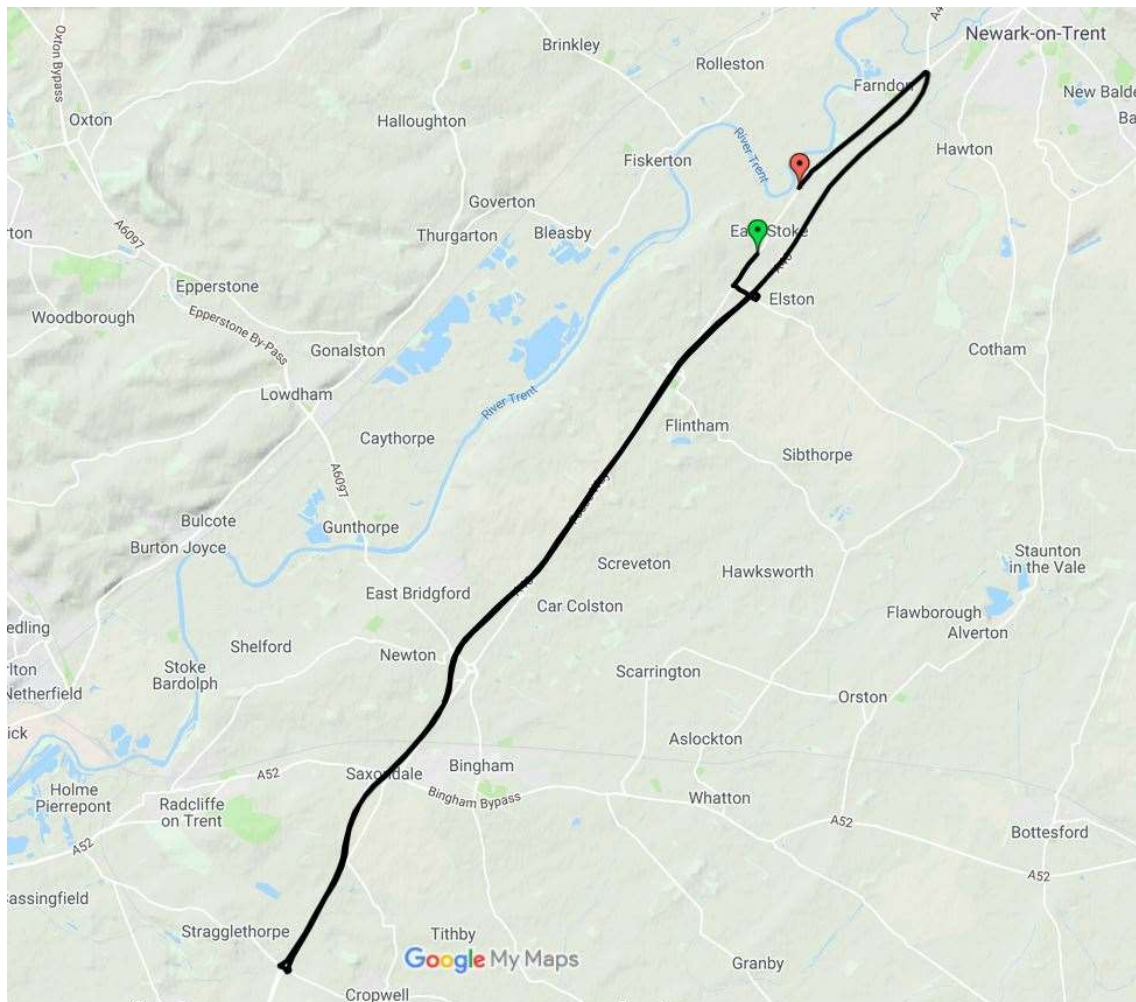 Newark-on-Trent
Brinkley
Rolleston
Farndon
New Balde
Oxton Bypass
Oxton
Halloughton
Fiskerton
River Trent
Hawton
Goverton
Thurgarton
Bleasby
A6097
Epperstone
Elston
Woodborough
Epperstone By-Pass
Gonalston
Cotham
Lowdham
River Trent
Flintham
Caythorpe
Sibthorpe
A6097
Bulcote
Gunthorpe
Burton Joyce
Staunton
in the Vale
Screveton
Hawksworth
East Bridgford
Car Colston
Flawborough
Alverton
Shelford
Newton
Stoke
Bardolph
Scarrington
Netherfield
Orston
Aslockton
Bingham
A52
Saxondale
Holme
Pierrepont
Radcliffe
on Trent
Bingham Bypass
Whatton
A52
Bottesford
A52
A52
Stragglethorpe
Tithby
Google My Maps
Granby
Cropwell